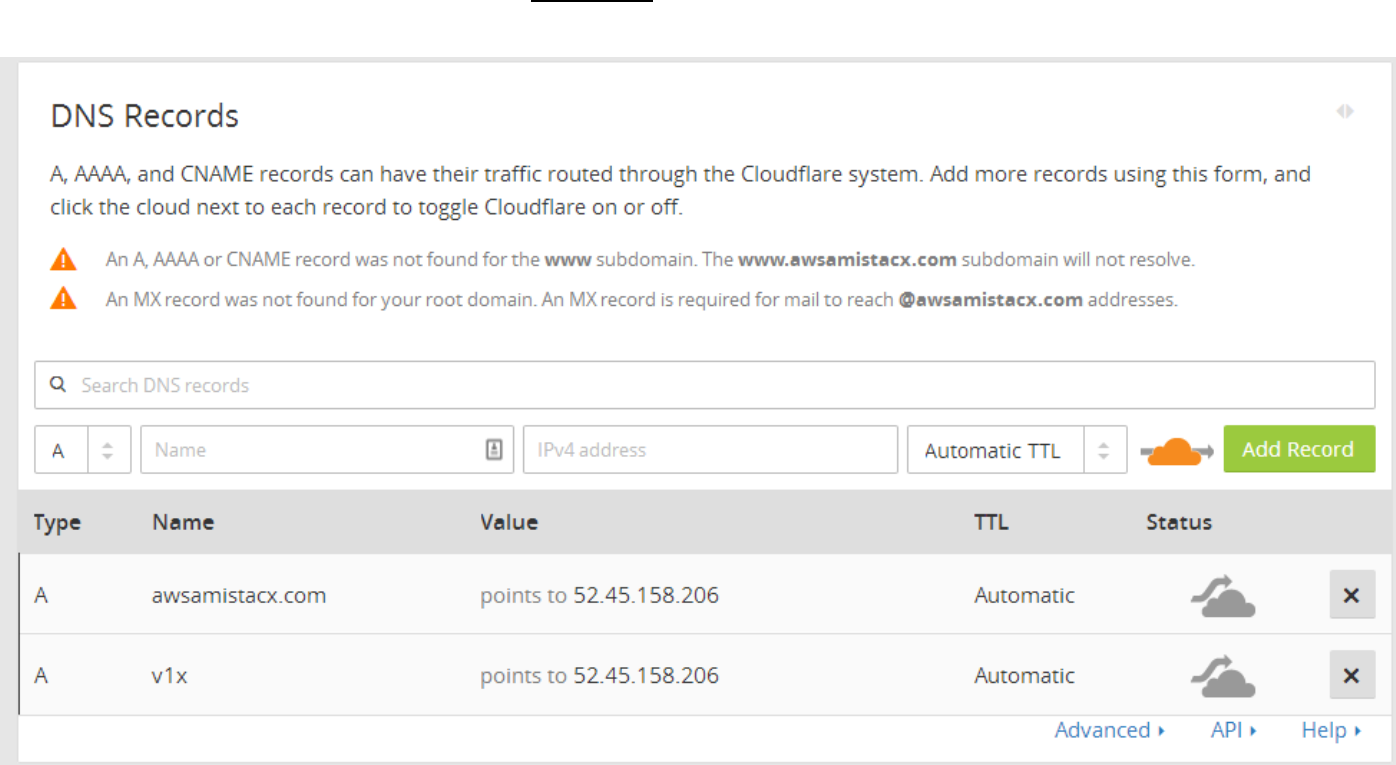 DNS Records
A, AAAA, and CNAME records can have their traffic routed through the Cloudflare system. Add more records using this form, and
click the cloud next to each record to toggle Cloudflare on or off.
An A, AAAA or CNAME record was not found for the www subdomain. The www.awsamistacx.com subdomain will not resolve.
An MX record was not found for your root domain. An MX record is required for mail to reach @awsamistacx.com addresses.
Search DNS records
A Name IPv4 address Automatic TTL Add Record
Type Name Value TTL Status
A awsamistacx.com points to 52.45.158.206 Automatic
A v1x points to 52.45.158.206 Automatic
Advanced API Help